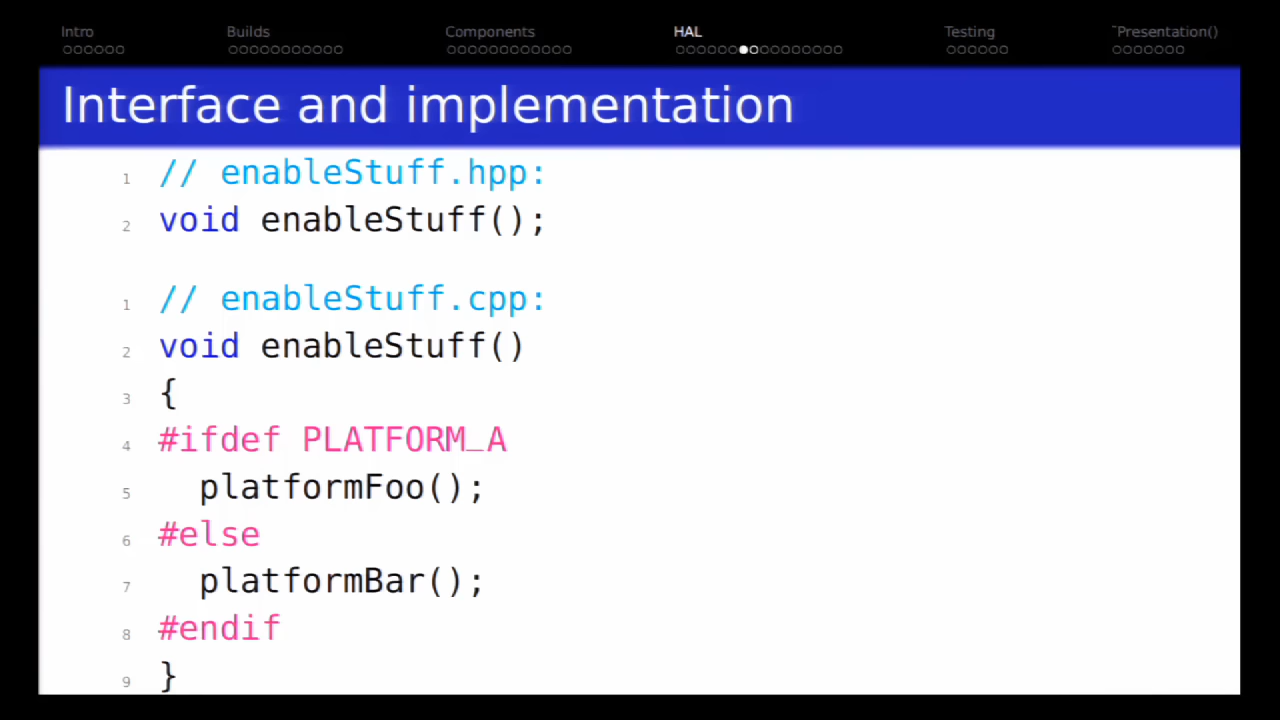 Intro Builds Components HAL Testing ~Presentation()
Interface and implementation
1 // enableStuff.hpp:
2 void enableStuff();
1 // enableStuff.cpp:
2 void enableStuff()
3 {
4 #ifdef PLATFORM_A
5   platformFoo();
6 #else
7   platformBar();
8 #endif
9 }